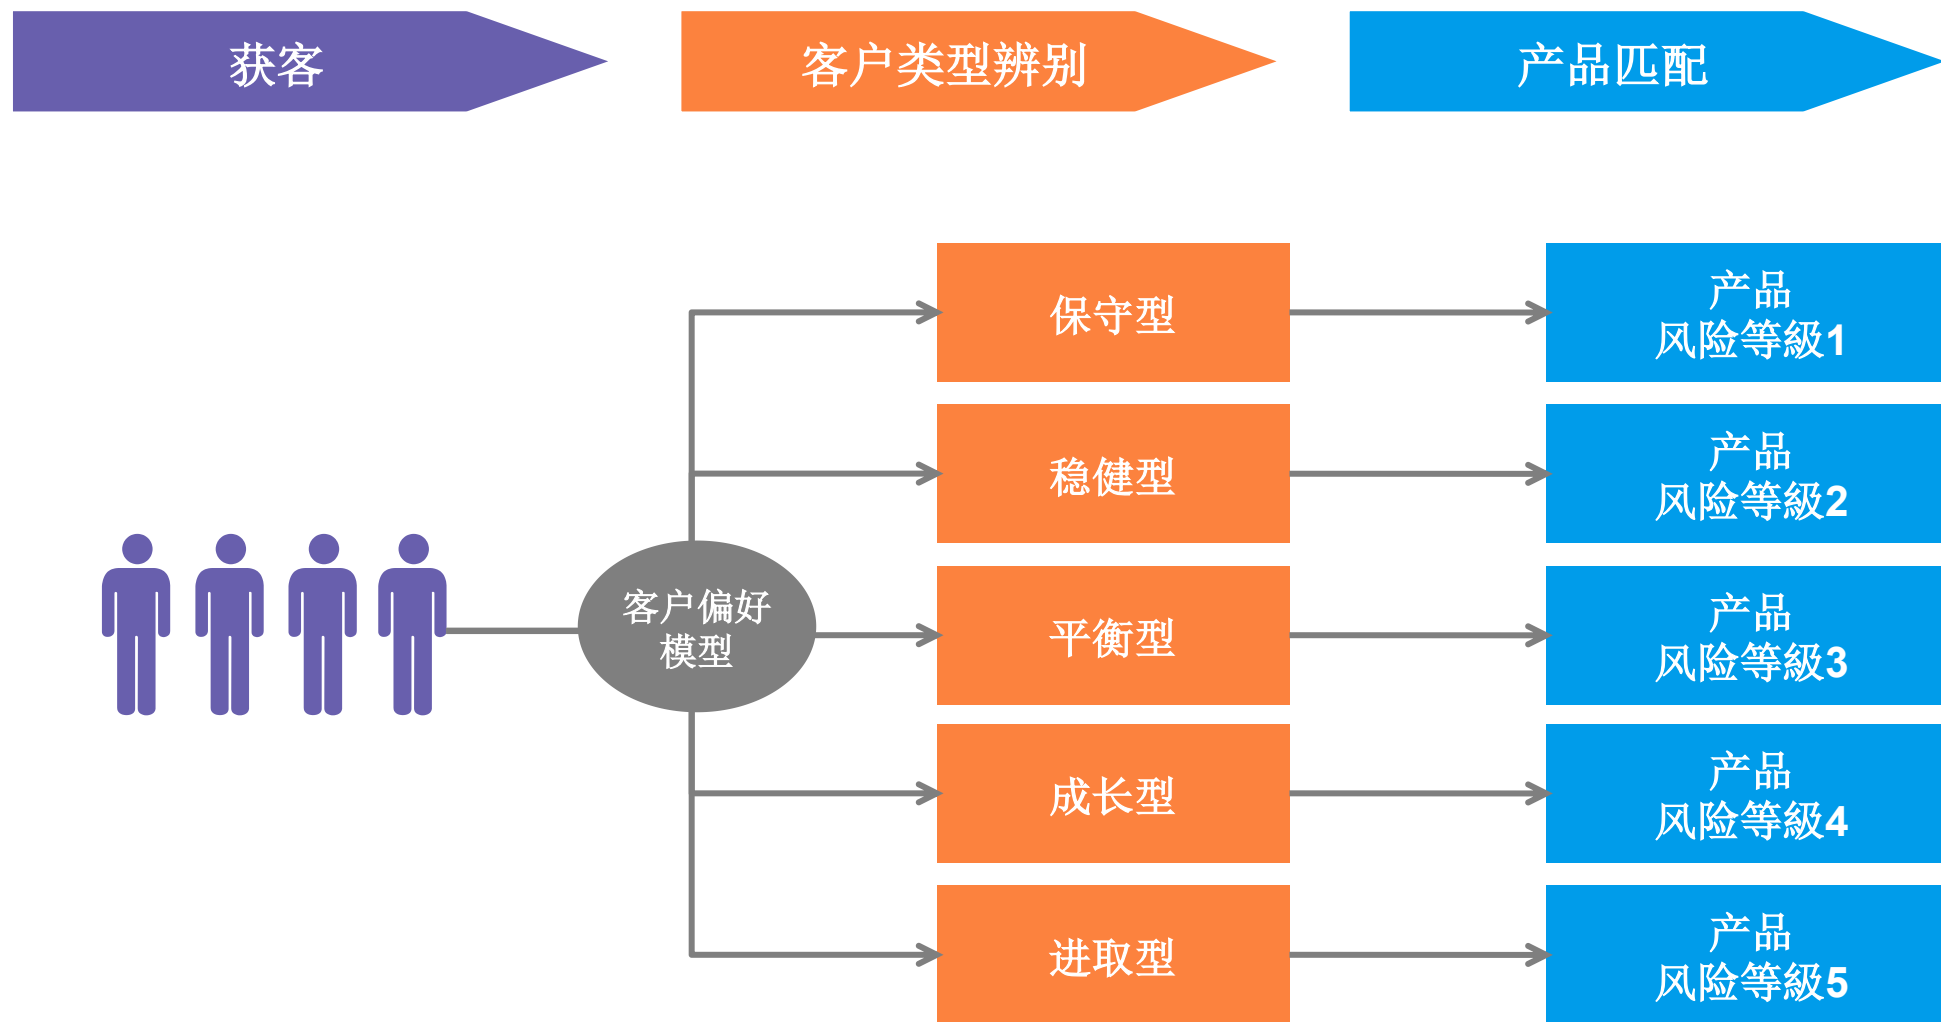 获客
客户类型辨别
产品匹配
客户偏好
模型
保守型
稳健型
平衡型
成长型
进取型
产品
风险等級1
产品
风险等級2
产品
风险等級3
产品
风险等級4
产品
风险等級5